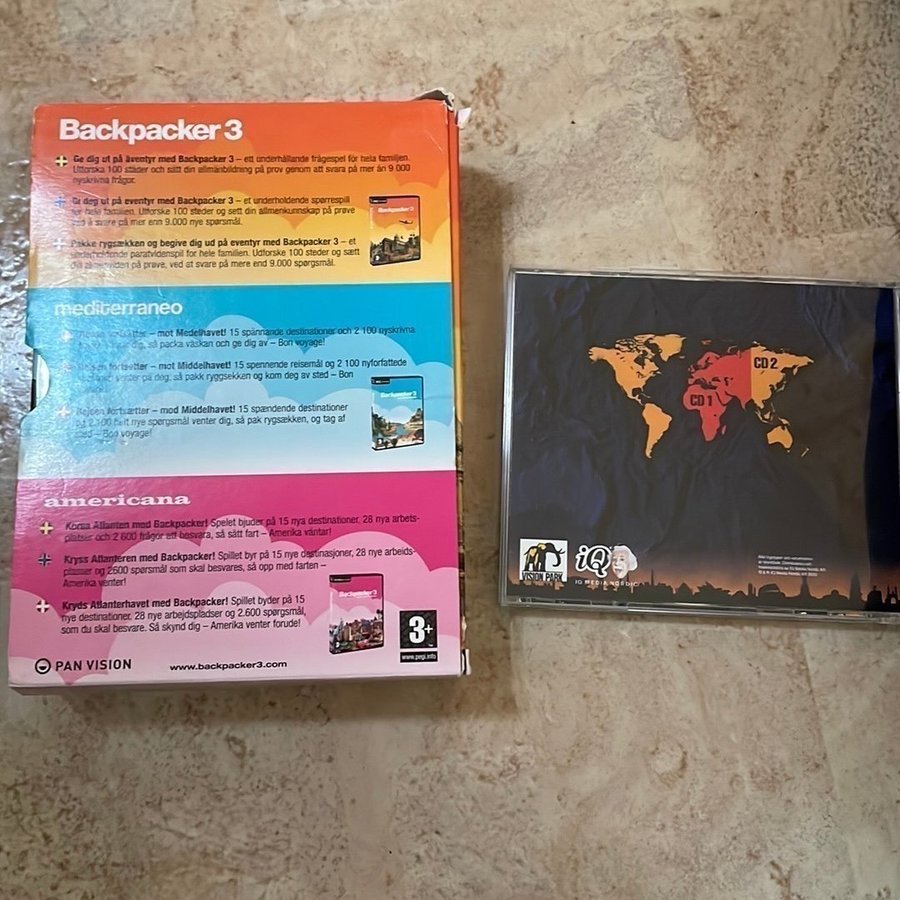 Backpacker 3
Ge dig ut på äventyr med Backpacker 3 – ett underhållande frågespel för hela familjen.
Utforska 100 städer och sätt din allmänbildning på prov genom att svara på mer än 9 000
nyskrivna frågor.
Gi deg ut på eventyr med Backpacker 3 – et underholdende spørrespill
for hele familien. Utforske 100 steder og sett din allmenkunnskap på prøve
ved å svare på mer enn 9.000 nye spørsmål.
Pakke rygsækken og begive dig ud på eventyr med Backpacker 3 – et
underholdende paratvidenspil for hele familien. Udforske 100 steder og sætt
din på prøve, ved at svare på mere end 9.000 spørgsmål.
Backpacker 3
mediterraneo
– mot Medelhavet! 15 spännande destinationer och 2 100 nyskrivna
dig, så packa väskan och ge dig av – Bon voyage!
Reisen fortsetter – mot Middelhavet! 15 spennende reisemål og 2 100 nyforfattede
venter på deg, så pakk ryggsekken og kom deg av sted – Bon
Rejsen fortsætter – mod Middelhavet! 15 spændende destinationer
og 2.100 helt nye spørgsmål venter dig, så pak rygsækken, og tag af
sted – Bon voyage!
Backpacker 3
americana
Korsa Atlanten med Backpacker! Spelet bjuder på 15 nya destinationer, 28 nya arbets-
platser och 2 600 frågor att besvara, så sätt fart – Amerika väntar!
Kryss Atlanteren med Backpacker! Spillet byr på 15 nye destinasjoner, 28 nye arbeids-
plasser og 2600 spørsmål som skal besvares, så opp med farten –
Amerika venter!
Kryds Atlanterhavet med Backpacker! Spillet byder på 15
nye destinationer, 28 nye arbejdspladser og 2.600 spørgsmål,
som du skal besvare. Så skynd dig – Amerika venter forude!
Backpacker 3
3+
www.pegi.info
PAN VISION
www.backpacker3.com
CD 1
CD 2
VISION PARK
iQ
IQ MEDIA NORDIC